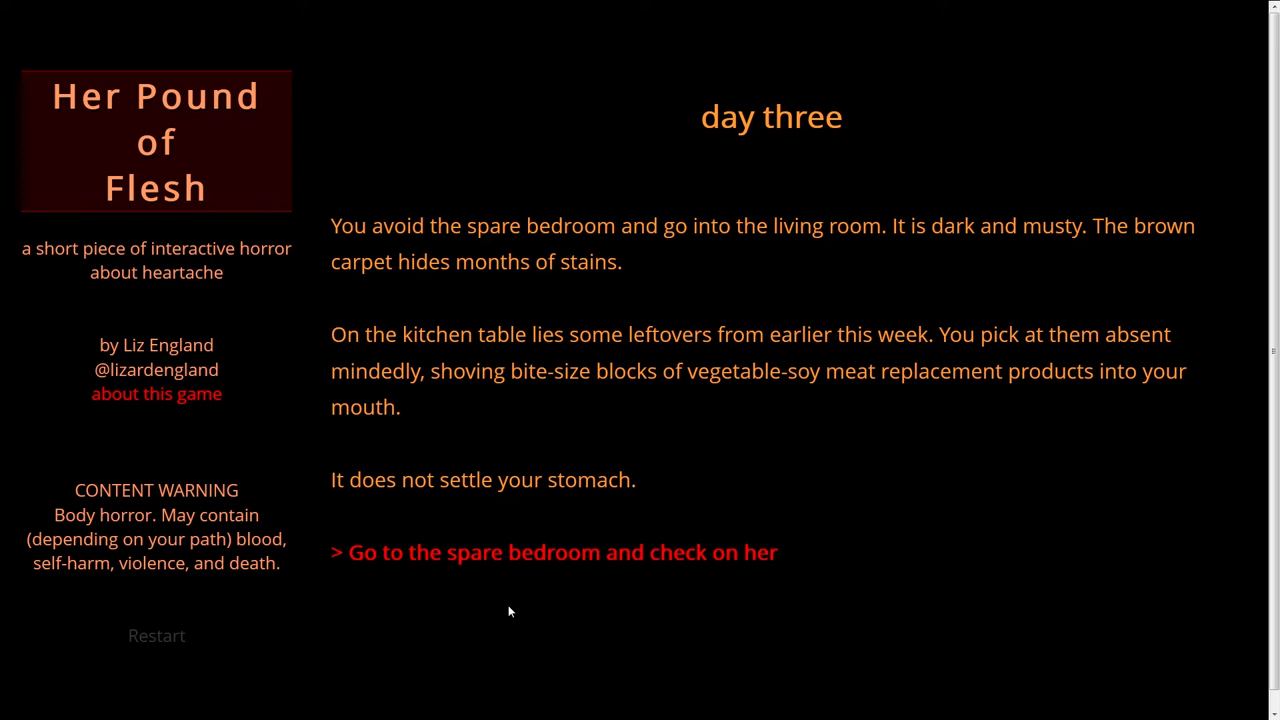 Her Pound
of
Flesh
a short piece of interactive horror
about heartache
by Liz England
@lizardengland
about this game
CONTENT WARNING
Body horror. May contain
(depending on your path) blood,
self-harm, violence, and death.
Restart
day three
You avoid the spare bedroom and go into the living room. It is dark and musty. The brown
carpet hides months of stains.
On the kitchen table lies some leftovers from earlier this week. You pick at them absent
mindedly, shoving bite-size blocks of vegetable-soy meat replacement products into your
mouth.
It does not settle your stomach.
> Go to the spare bedroom and check on her